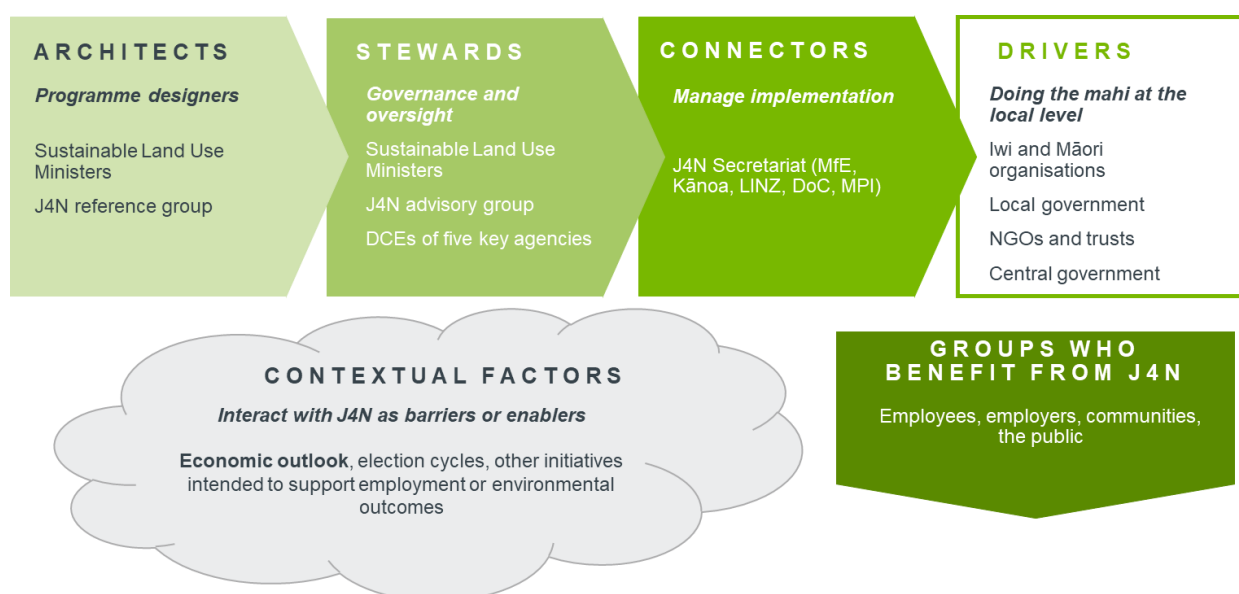 ARCHITECTS
Programme designers
Sustainable Land Use
Ministers
J4N reference group
STEWARDS
Governance and
oversight
Sustainable Land Use
Ministers
J4N advisory group
DCEs of five key agencies
CONNECTORS
Manage implementation
J4N Secretariat (MfE,
Kānoa, LINZ, DoC, MPI)
DRIVERS
Doing the mahi at the
local level
Iwi and Māori
organisations
Local government
NGOs and trusts
Central government
CONTEXTUAL FACTORS
Interact with J4N as barriers or enablers
Economic outlook, election cycles, other initiatives
intended to support employment or environmental
outcomes
GROUPS WHO
BENEFIT FROM J4N
Employees, employers, communities,
the public